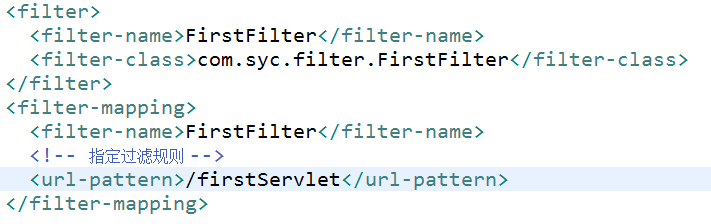 <filter>
<filter-name>FirstFilter</filter-name>
<filter-class>com.syc.filter.FirstFilter</filter-class>
</filter>
<filter-mapping>
<filter-name>FirstFilter</filter-name>
<!-- 指定过滤规则 -->
<url-pattern>/firstServlet</url-pattern>
</filter-mapping>